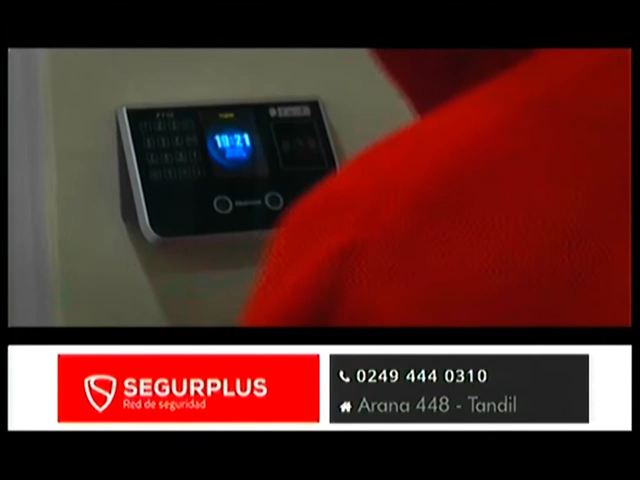 10:21
SEGURPLUS
Red de seguridad
0249 444 0310
Arana 448 - Tandil